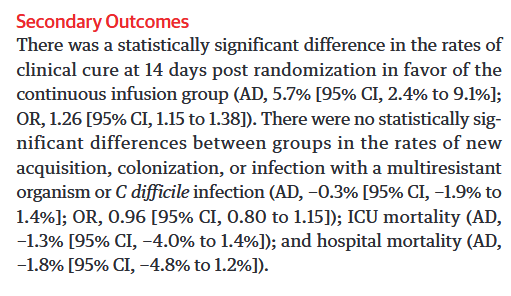 Secondary Outcomes
There was a statistically significant difference in the rates of
clinical cure at 14 days post randomization in favor of the
continuous infusion group (AD, 5.7% [95% CI, 2.4% to 9.1%];
OR, 1.26 [95% CI, 1.15 to 1.38]). There were no statistically sig-
nificant differences between groups in the rates of new
acquisition, colonization, or infection with a multiresistant
organism or C difficile infection (AD, −0.3% [95% CI, −1.9% to
1.4%]; OR, 0.96 [95% CI, 0.80 to 1.15]); ICU mortality (AD,
−1.3% [95% CI, −4.0% to 1.4%]); and hospital mortality (AD,
−1.8% [95% CI, −4.8% to 1.2%]).